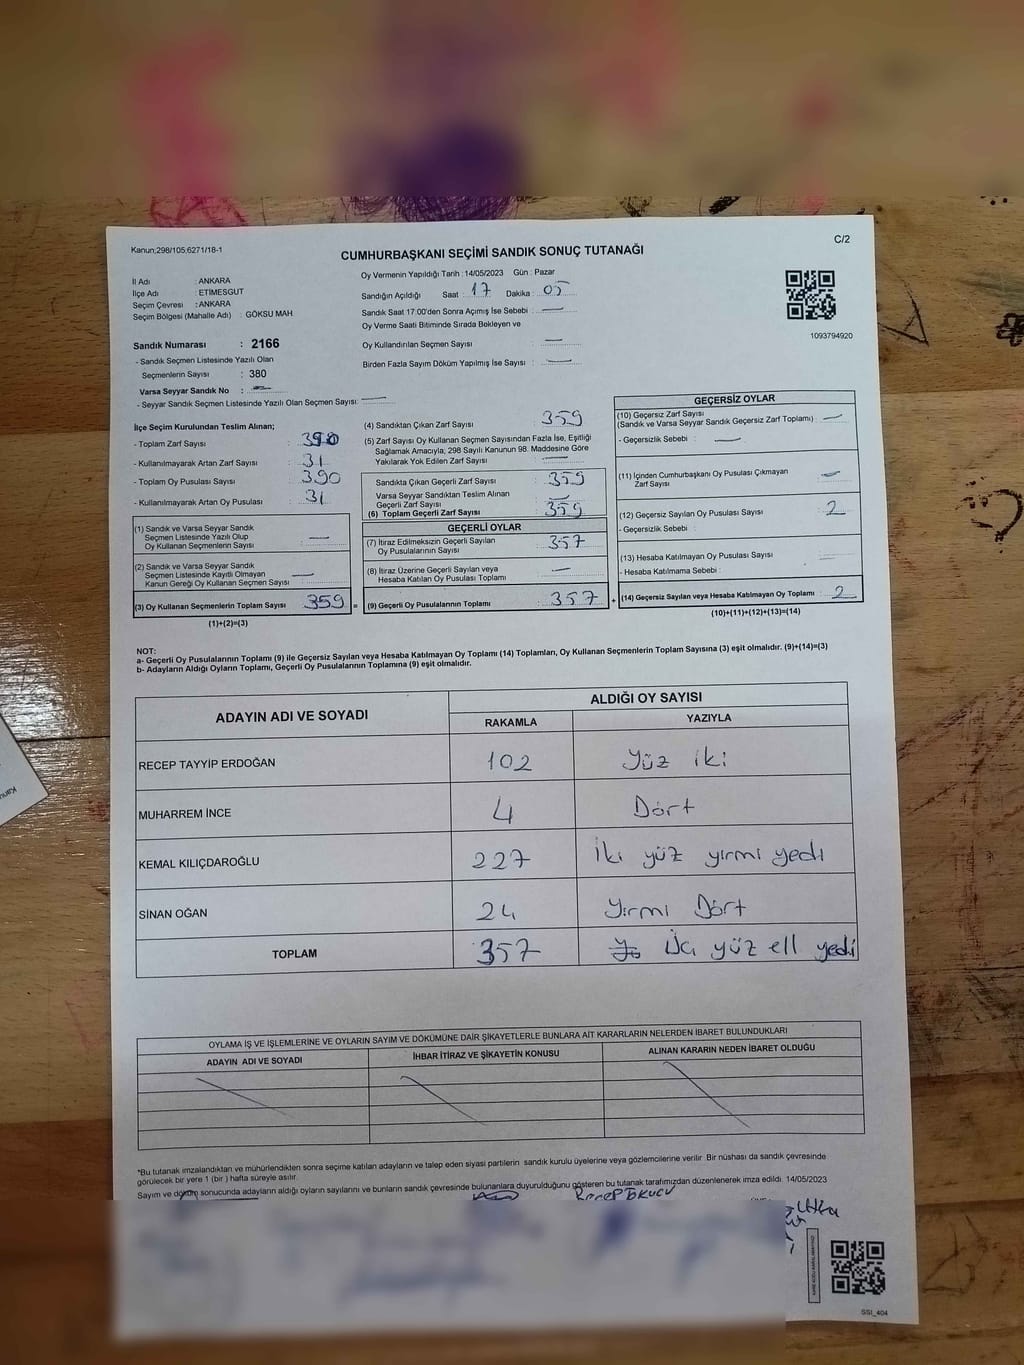 Kanun;298/105;6271/18-1
C/2
CUMHURBAŞKANI SEÇİMİ SANDIK SONUÇ TUTANAĞI
İl Adı : ANKARA
İlçe Adı : ETİMESGUT
Seçim Çevresi : ANKARA
Seçim Bölgesi (Mahalle Adı) : GÖKSU MAH
Oy Vermenin Yapıldığı Tarih : 14/05/2023 Gün : Pazar
Sandığın Açıldığı Saat : 17 Dakika : 05
Sandık Saat 17:00'den Sonra Açımış İse Sebebi : —
Oy Verme Saati Bitiminde Sırada Bekleyen ve
Oy Kullandırılan Seçmen Sayısı : —
Birden Fazla Sayım Döküm Yapılmış İse Sayısı : —
1093794920
Sandık Numarası : 2166
- Sandık Seçmen Listesinde Yazılı Olan
Seçmenlerin Sayısı : 380
Varsa Seyyar Sandık No : —
- Seyyar Sandık Seçmen Listesinde Yazılı Olan Seçmen Sayısı: —
İlçe Seçim Kurulundan Teslim Alınan;
- Toplam Zarf Sayısı : 390
- Kullanılmayarak Artan Zarf Sayısı : 31
- Toplam Oy Pusulası Sayısı : 390
- Kullanılmayarak Artan Oy Pusulası : 31
(1) Sandık ve Varsa Seyyar Sandık
Seçmen Listesinde Yazılı Olup
Oy Kullanan Seçmenlerin Sayısı : —
(2) Sandık ve Varsa Seyyar Sandık
Seçmen Listesinde Kayıtlı Olmayan
Kanun Gereği Oy Kullanan Seçmen Sayısı : —
(3) Oy Kullanan Seçmenlerin Toplam Sayısı : 359 =
(1)+(2)=(3)
(4) Sandıktan Çıkan Zarf Sayısı : 359
(5) Zarf Sayısı Oy Kullanan Seçmen Sayısından Fazla İse, Eşitliği
Sağlamak Amacıyla; 298 Sayılı Kanunun 98. Maddesine Göre
Yakılarak Yok Edilen Zarf Sayısı : —
Sandıkta Çıkan Geçerli Zarf Sayısı : 359
Varsa Seyyar Sandıktan Teslim Alınan
Geçerli Zarf Sayısı : —
(6) Toplam Geçerli Zarf Sayısı : 359
GEÇERLİ OYLAR
(7) İtiraz Edilmeksizin Geçerli Sayılan
Oy Pusulalarının Sayısı : 357
(8) İtiraz Üzerine Geçerli Sayılan veya
Hesaba Katılan Oy Pusulası Toplamı : —
(9) Geçerli Oy Pusulalarının Toplamı : 357 +
GEÇERSİZ OYLAR
(10) Geçersiz Zarf Sayısı
(Sandık ve Varsa Seyyar Sandık Geçersiz Zarf Toplamı) : —
- Geçersizlik Sebebi : —
(11) İçinden Cumhurbaşkanı Oy Pusulası Çıkmayan
Zarf Sayısı : —
(12) Geçersiz Sayılan Oy Pusulası Sayısı : 2
- Geçersizlik Sebebi :
(13) Hesaba Katılmayan Oy Pusulası Sayısı : —
- Hesaba Katılmama Sebebi :
(14) Geçersiz Sayılan veya Hesaba Katılmayan Oy Toplamı : 2
(10)+(11)+(12)+(13)=(14)
NOT:
a- Geçerli Oy Pusulalarının Toplamı (9) ile Geçersiz Sayılan veya Hesaba Katılmayan Oy Toplamı (14) Toplamları, Oy Kullanan Seçmenlerin Toplam Sayısına (3) eşit olmalıdır. (9)+(14)=(3)
b- Adayların Aldığı Oyların Toplamı, Geçerli Oy Pusulalarının Toplamına (9) eşit olmalıdır.
ADAYIN ADI VE SOYADI ALDIĞI OY SAYISI
RAKAMLA YAZIYLA
RECEP TAYYİP ERDOĞAN 102 Yüz iki
MUHARREM İNCE 4 Dört
KEMAL KILIÇDAROĞLU 227 İki yüz yirmi yedi
SİNAN OĞAN 24 Yirmi Dört
TOPLAM 357 Üç yüz ell yedi
OYLAMA İŞ VE İŞLEMLERİNE VE OYLARIN SAYIM VE DÖKÜMÜNE DAİR ŞİKAYETLERLE BUNLARA AİT KARARLARIN NELERDEN İBARET BULUNDUKLARI
ADAYIN ADI VE SOYADI İHBAR İTİRAZ VE ŞİKAYETİN KONUSU ALINAN KARARIN NEDEN İBARET OLDUĞU
*Bu tutanak imzalandıktan ve mühürlendikten sonra seçime katılan adayların ve talep eden siyasi partilerin sandık kurulu üyelerine veya gözlemcilerine verilir. Bir nüshası da sandık çevresinde
görülecek bir yere 1 (bir) hafta süreyle asılır.
Sayım ve döküm sonucunda adayların aldığı oyların sayılarını ve bunların sandık çevresinde bulunanlara duyurulduğunu gösteren bu tutanak tarafımızdan düzenlenerek imza edildi. 14/05/2023
SSI_404